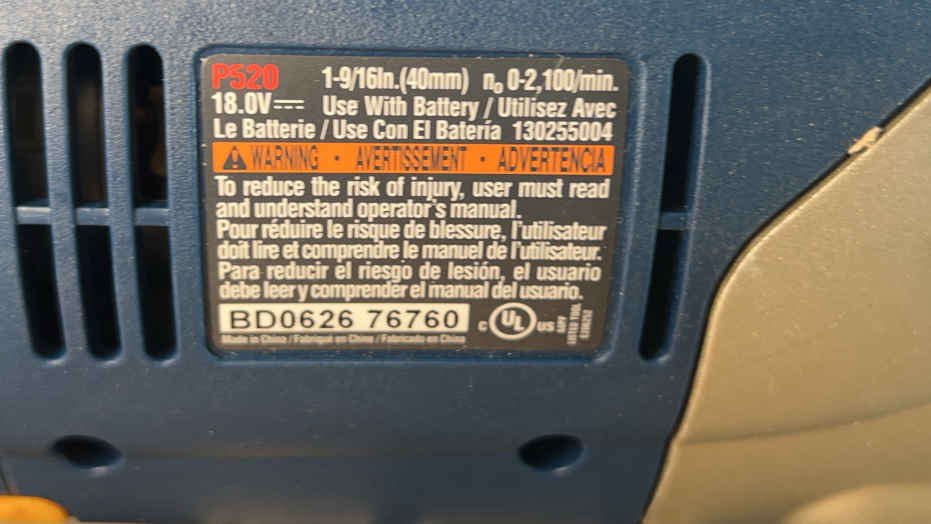 P520 1-9/16In.(40mm) n₀ 0-2,100/min.
18.0V⎓ Use With Battery / Utilisez Avec
Le Batterie / Use Con El Batería 130255004
WARNING · AVERTISSEMENT · ADVERTENCIA
To reduce the risk of injury, user must read
and understand operator's manual.
Pour réduire le risque de blessure, l'utilisateur
doit lire et comprendre le manuel de l'utilisateur.
Para reducir el riesgo de lesión, el usuario
debe leer y comprender el manual del usuario.
BD0626 76760
C UL US
Made in China / Fabriqué en Chine / Fabricado en China